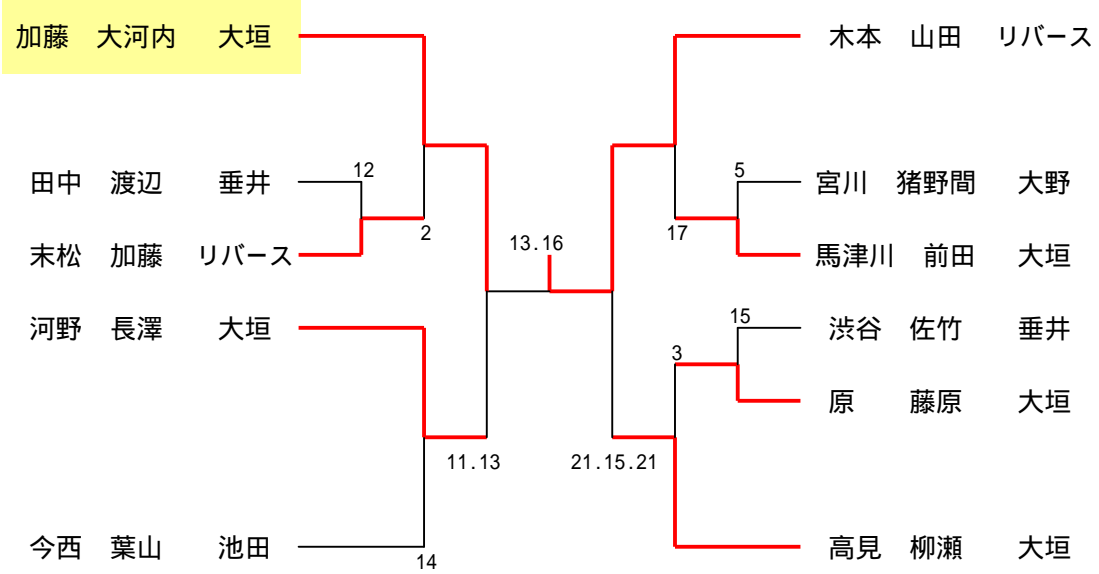 加藤 大河内 大垣
木本 山田 リバース
田中 渡辺 垂井
12
5
宮川 猪野間 大野
2
13.16
17
末松 加藤 リバース
馬津川 前田 大垣
河野 長澤 大垣
15
渋谷 佐竹 垂井
3
原 藤原 大垣
11.13
21.15.21
今西 葉山 池田
14
高見 柳瀬 大垣